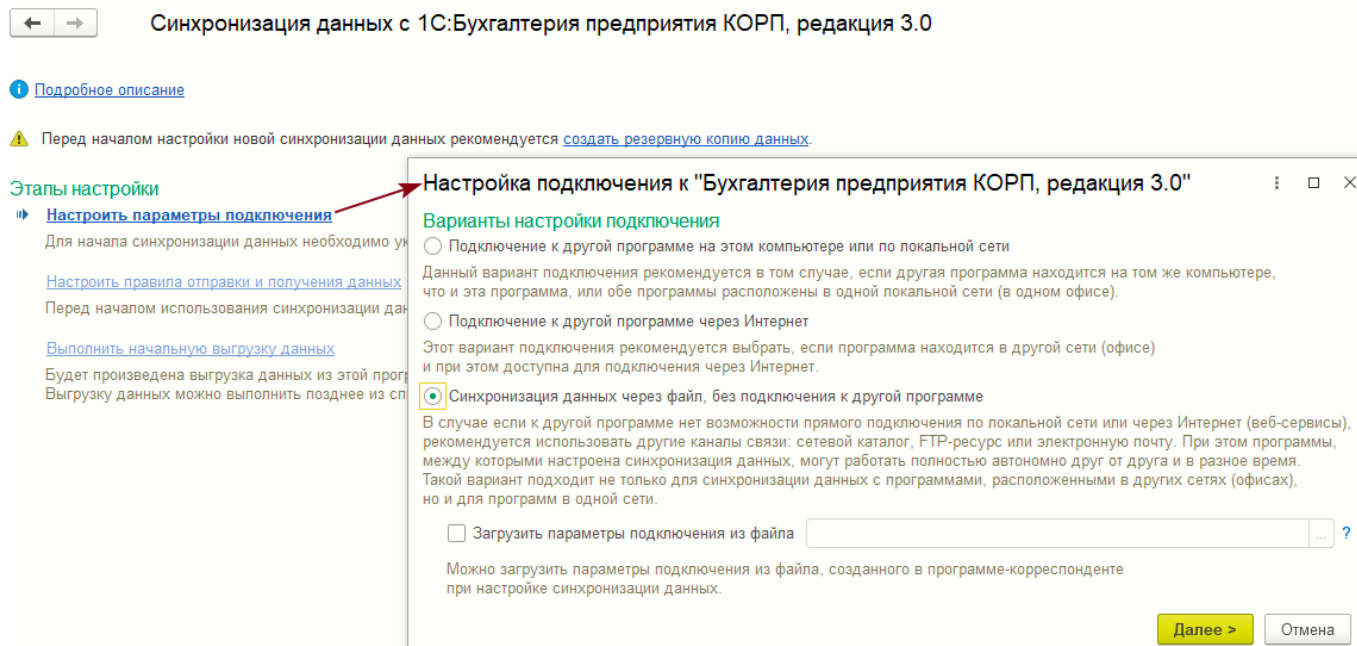 Синхронизация данных с 1С:Бухгалтерия предприятия КОРП, редакция 3.0
Подробное описание
Перед началом настройки новой синхронизации данных рекомендуется создать резервную копию данных.
Этапы настройки
Настроить параметры подключения
Для начала синхронизации данных необходимо
Настроить правила отправки и получения данных
Перед началом использования синхронизации
Выполнить начальную выгрузку данных
Будет произведена выгрузка данных из этой
Выгрузку данных можно выполнить позднее из
Настройка подключения к "Бухгалтерия предприятия КОРП, редакция 3.0"
Варианты настройки подключения
Подключение к другой программе на этом компьютере или по локальной сети
Данный вариант подключения рекомендуется в том случае, если другая программа находится на том же компьютере,
что и эта программа, или обе программы расположены в одной локальной сети (в одном офисе).
Подключение к другой программе через Интернет
Этот вариант подключения рекомендуется выбрать, если программа находится в другой сети (офисе)
и при этом доступна для подключения через Интернет.
Синхронизация данных через файл, без подключения к другой программе
В случае если к другой программе нет возможности прямого подключения по локальной сети или через Интернет (веб-сервисы),
рекомендуется использовать другие каналы связи: сетевой каталог, FTP-ресурс или электронную почту. При этом программы,
между которыми настроена синхронизация данных, могут работать полностью автономно друг от друга и в разное время.
Такой вариант подходит не только для синхронизации данных с программами, расположенными в других сетях (офисах),
но и для программ в одной сети.
Загрузить параметры подключения из файла ... ?
Можно загрузить параметры подключения из файла, созданного в программе-корреспонденте
при настройке синхронизации данных.
Далее > Отмена